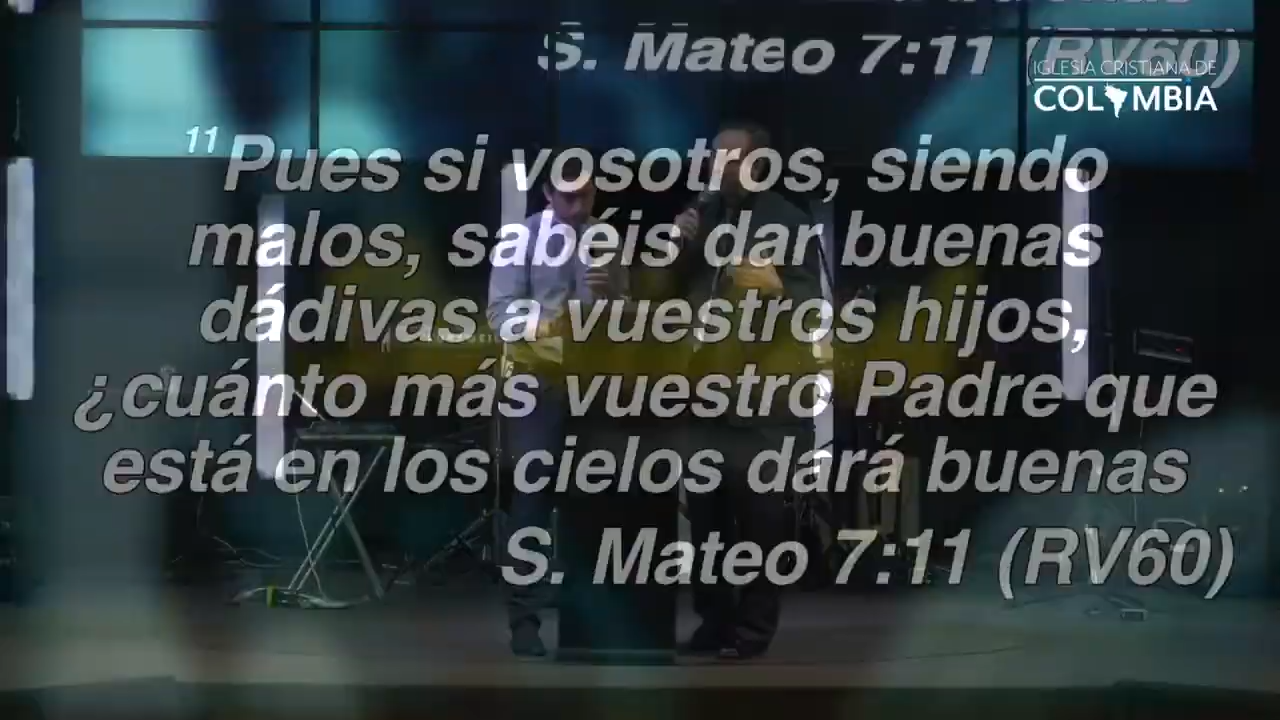 S. Mateo 7:11 (RV60)
IGLESIA CRISTIANA DE
COLOMBIA
11 Pues si vosotros, siendo
malos, sabéis dar buenas
dádivas a vuestros hijos,
¿cuánto más vuestro Padre que
está en los cielos dará buenas
S. Mateo 7:11 (RV60)